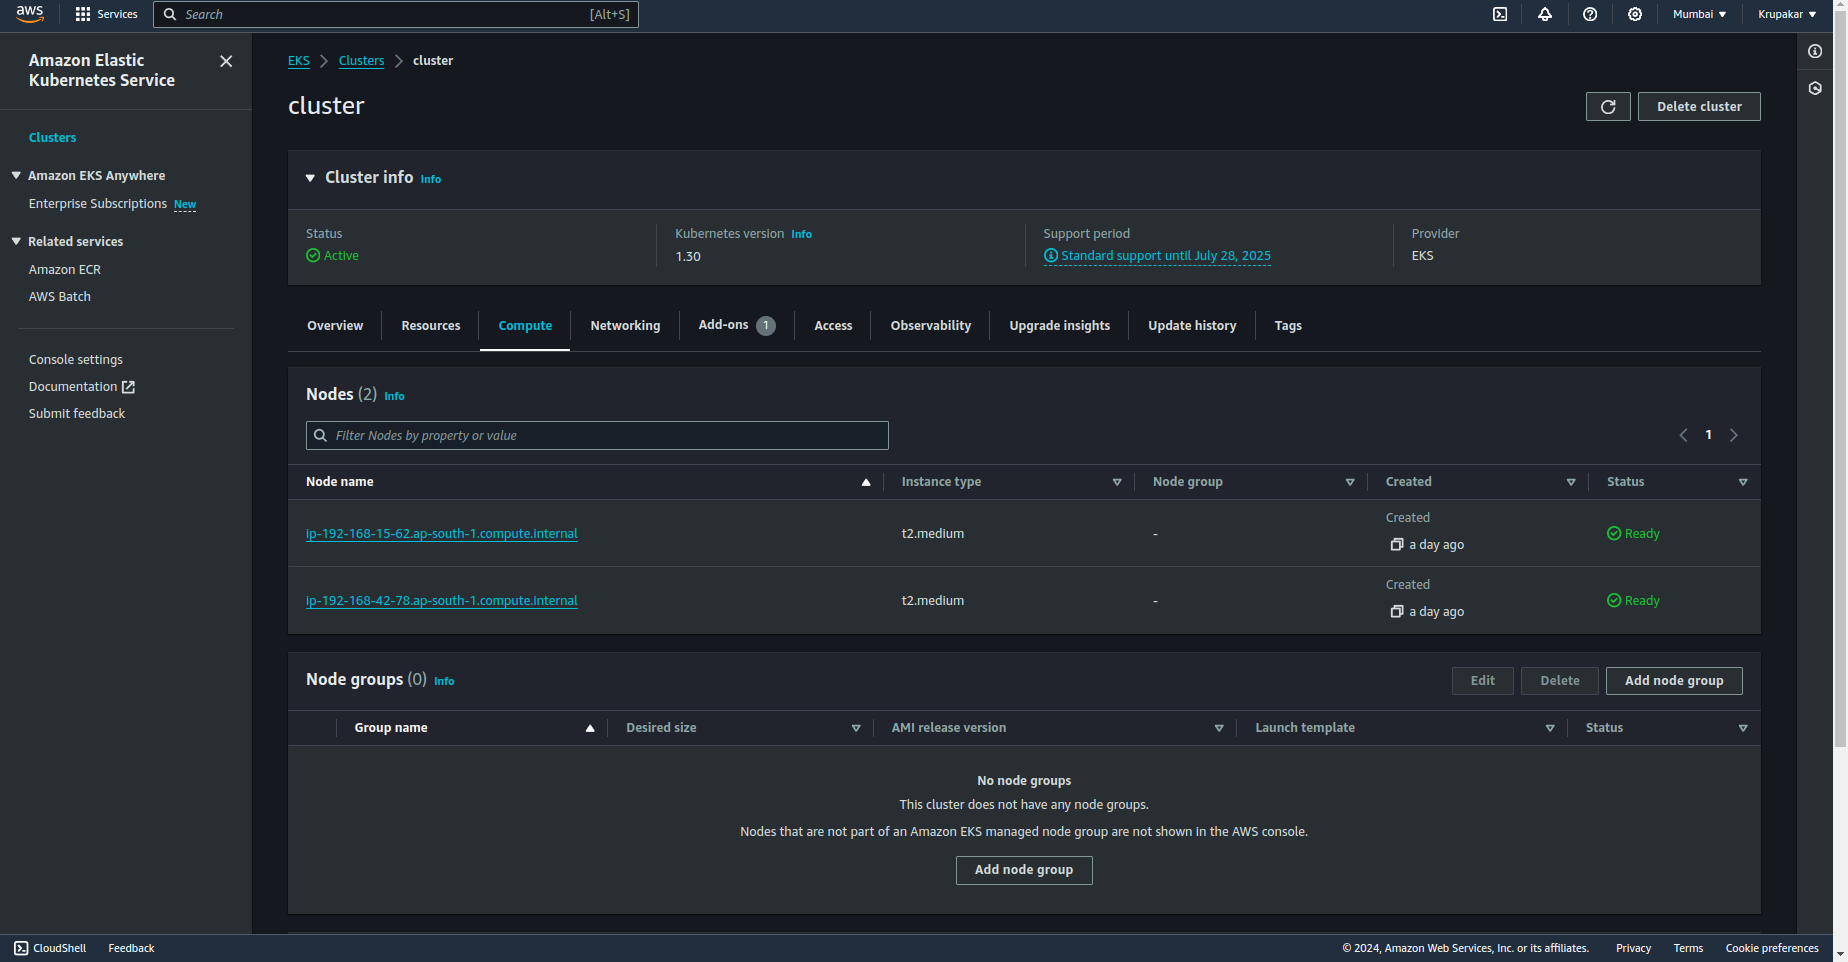 aws
Services
Search
[Alt+S]
Mumbai
Krupakar
Amazon Elastic
Kubernetes Service
Clusters
Amazon EKS Anywhere
Enterprise Subscriptions New
Related services
Amazon ECR
AWS Batch
Console settings
Documentation
Submit feedback
EKS
Clusters
cluster
cluster
Delete cluster
Cluster info Info
Status
Active
Kubernetes version Info
1.30
Support period
Standard support until July 28, 2025
Provider
EKS
Overview
Resources
Compute
Networking
Add-ons 1
Access
Observability
Upgrade insights
Update history
Tags
Nodes (2) Info
Filter Nodes by property or value
1
Node name
Instance type
Node group
Created
Status
ip-192-168-15-62.ap-south-1.compute.internal
t2.medium
-
Created
a day ago
Ready
ip-192-168-42-78.ap-south-1.compute.internal
t2.medium
-
Created
a day ago
Ready
Node groups (0) Info
Edit
Delete
Add node group
Group name
Desired size
AMI release version
Launch template
Status
No node groups
This cluster does not have any node groups.
Nodes that are not part of an Amazon EKS managed node group are not shown in the AWS console.
Add node group
CloudShell
Feedback
© 2024, Amazon Web Services, Inc. or its affiliates.
Privacy
Terms
Cookie preferences